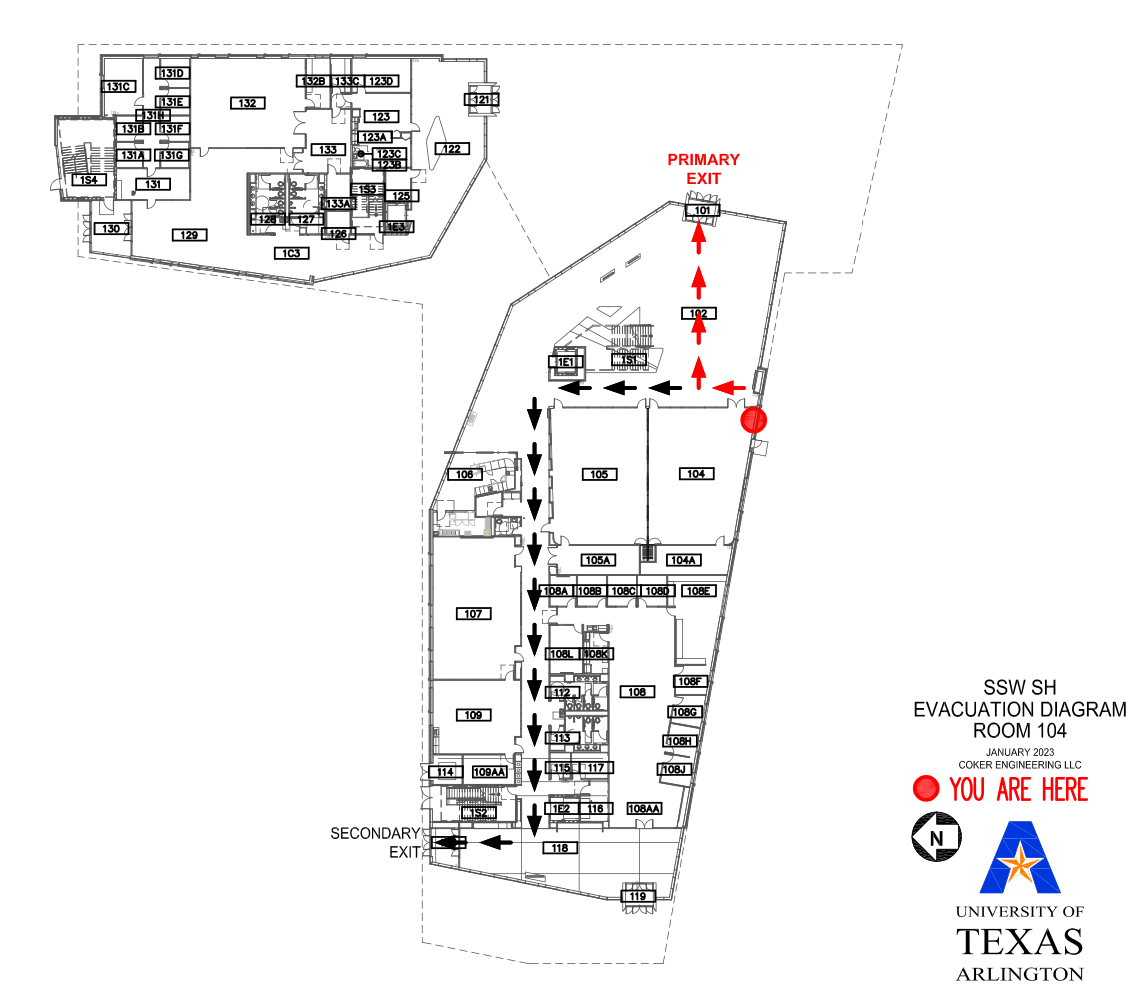 131D
132B
133C
123D
131C
121
131E
132
131H
123
131B
131F
123A
122
133
131A
131G
123C
123B
PRIMARY
EXIT
1S4
131
1S3
125
133A
101
128
127
130
1E3
129
126
1C3
102
1E1
1S1
106
105
104
105A
104A
108A
108B
108C
108D
108E
107
108L
108K
108F
112
108
108G
109
113
108H
114
109AA
115
117
108J
1S2
1E2
116
108AA
SECONDARY
EXIT
118
119
SSW SH
EVACUATION DIAGRAM
ROOM 104
JANUARY 2023
COKER ENGINEERING LLC
YOU ARE HERE
N
A
UNIVERSITY OF
TEXAS
ARLINGTON